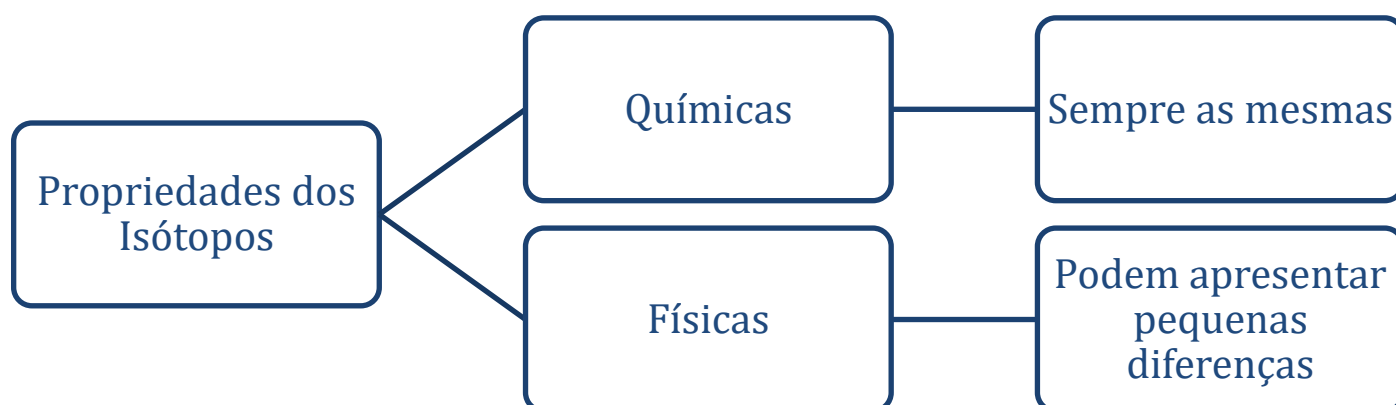 Propriedades dos
Isótopos
Químicas
Sempre as mesmas
Físicas
Podem apresentar
pequenas
diferenças